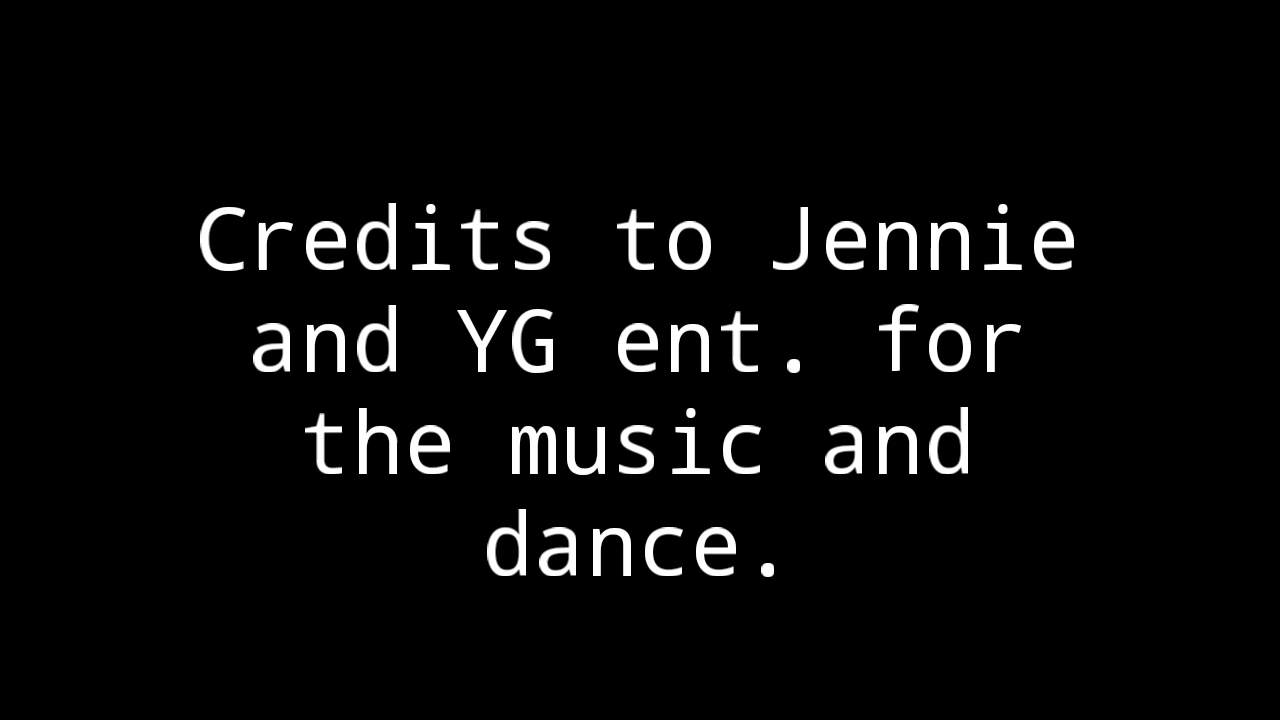 Credits to Jennie
and YG ent. for
the music and
dance.